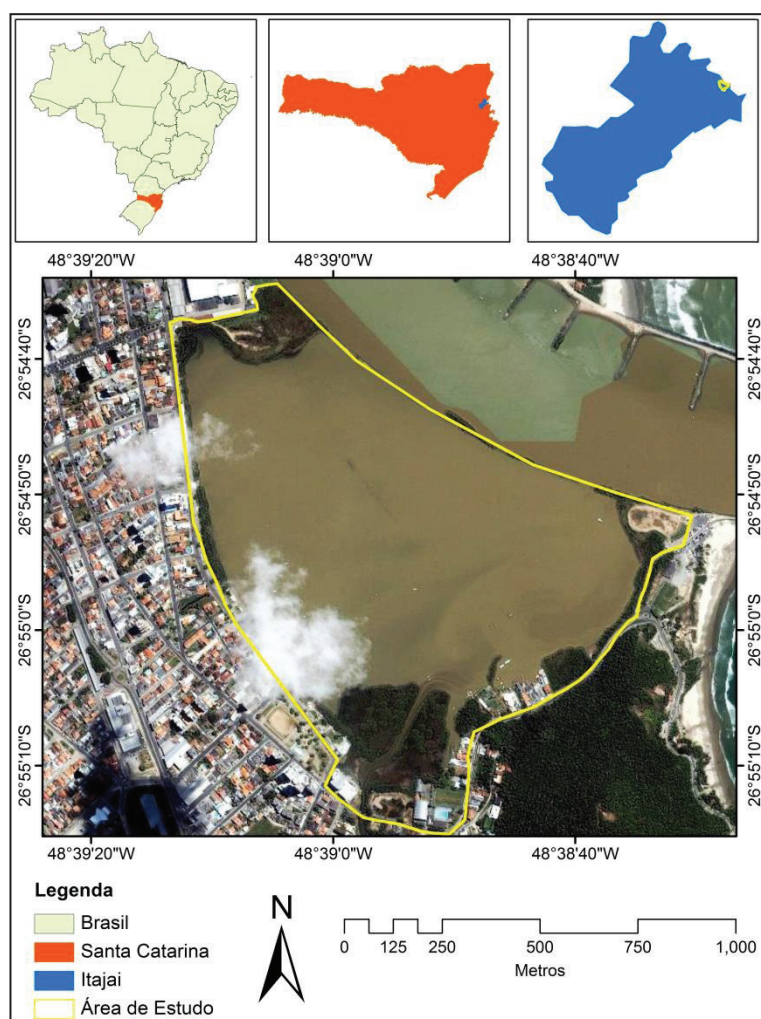 48°39'20"W 48°39'0"W 48°38'40"W
26°54'40"S 26°54'40"S
26°54'50"S 26°54'50"S
26°55'0"S 26°55'0"S
26°55'10"S 26°55'10"S
48°39'20"W 48°39'0"W 48°38'40"W
Legenda
Brasil
Santa Catarina
Itajai
Área de Estudo
N
0 125 250 500 750 1,000
Metros